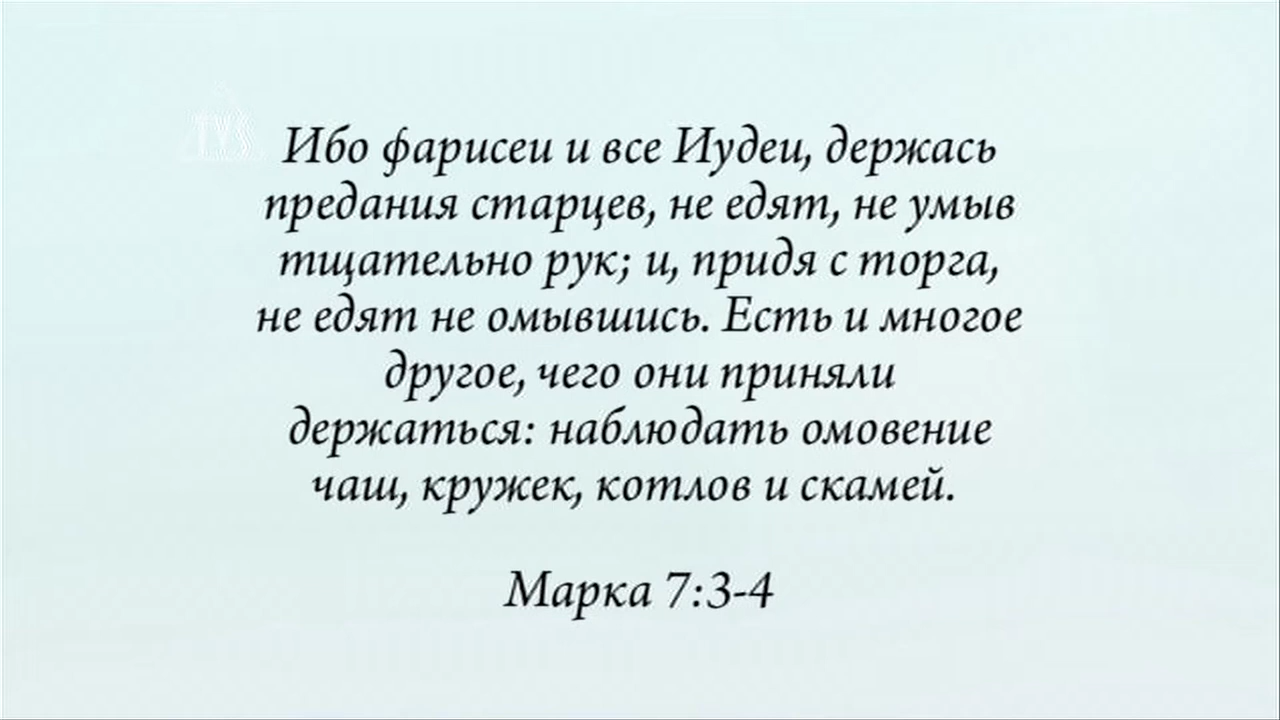 TVS
Ибо фарисеи и все Иудеи, держась
предания старцев, не едят, не умыв
тщательно рук; и, придя с торга,
не едят не омывшись. Есть и многое
другое, чего они приняли
держаться: наблюдать омовение
чаш, кружек, котлов и скамей.
Марка 7:3-4